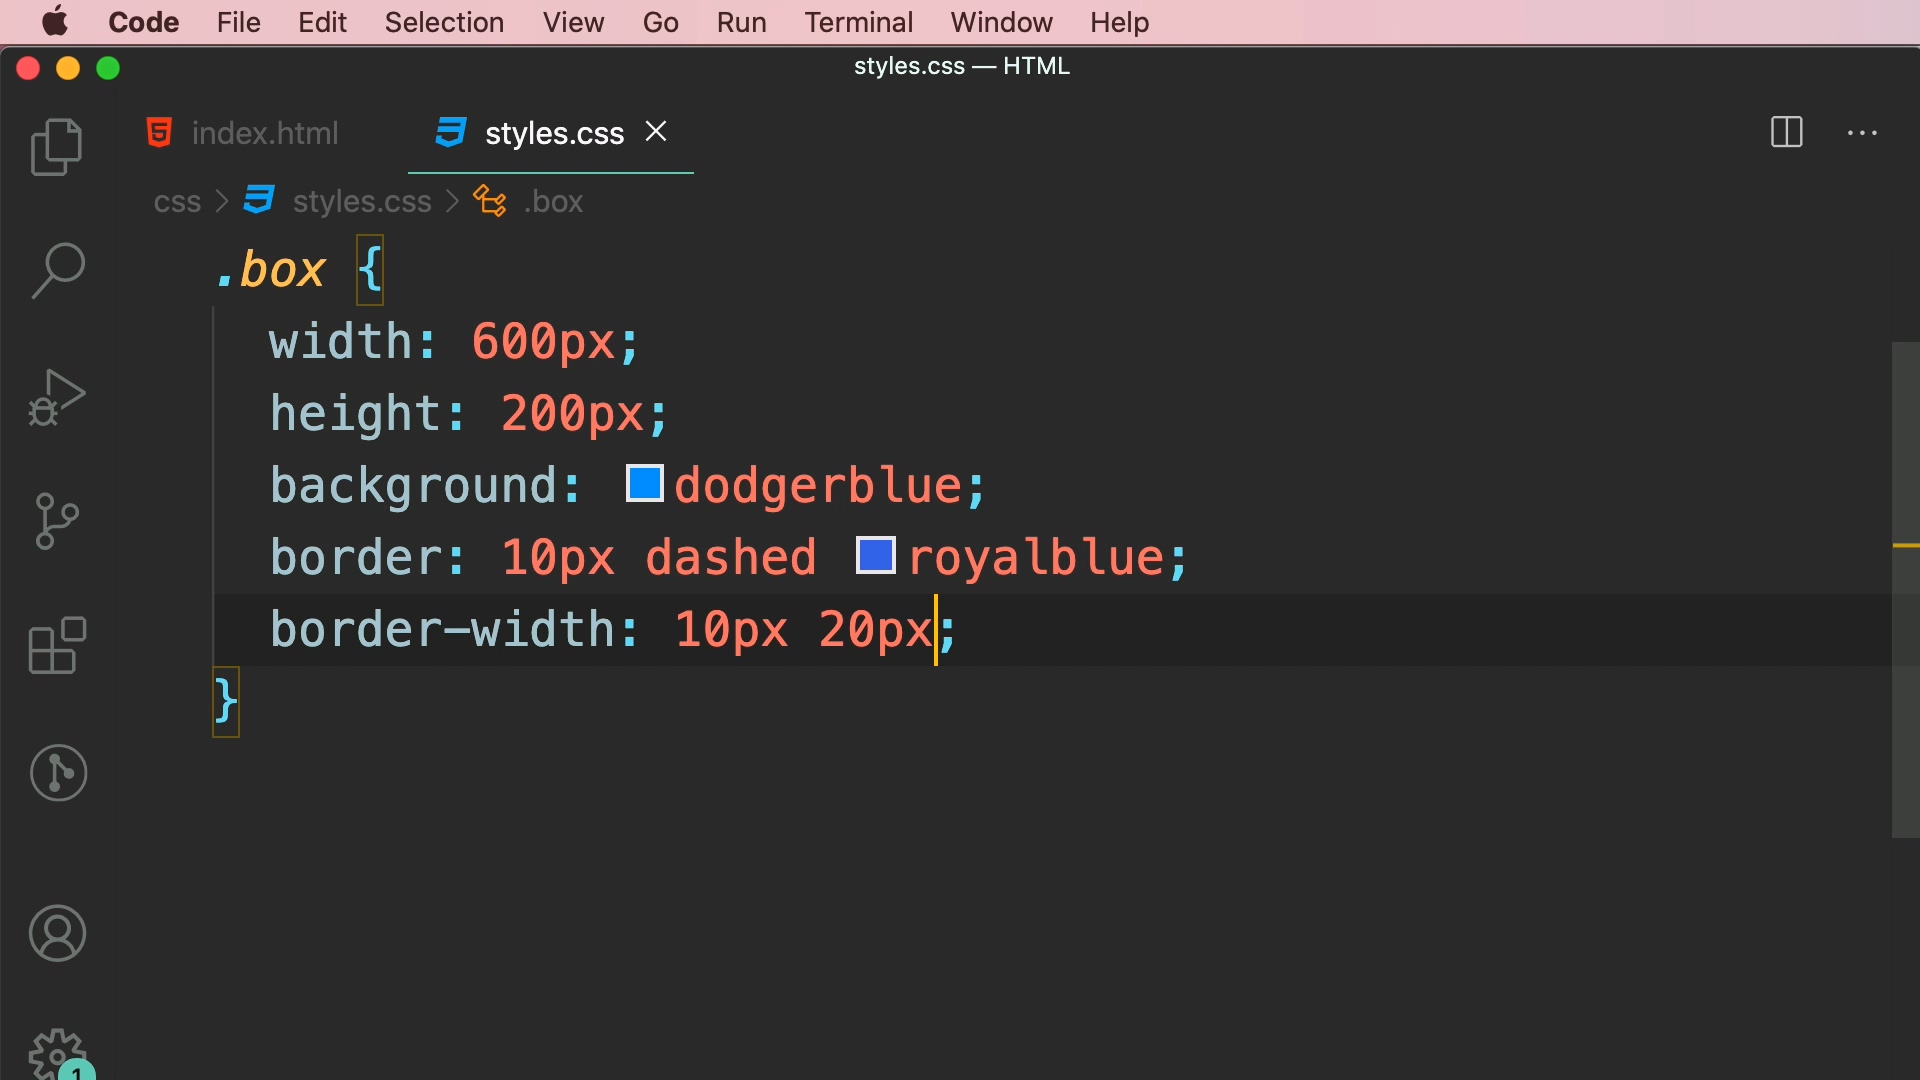 Code File Edit Selection View Go Run Terminal Window Help
styles.css — HTML
index.html styles.css
css > styles.css > .box
.box {
width: 600px;
height: 200px;
background: dodgerblue;
border: 10px dashed royalblue;
border-width: 10px 20px;
}
1